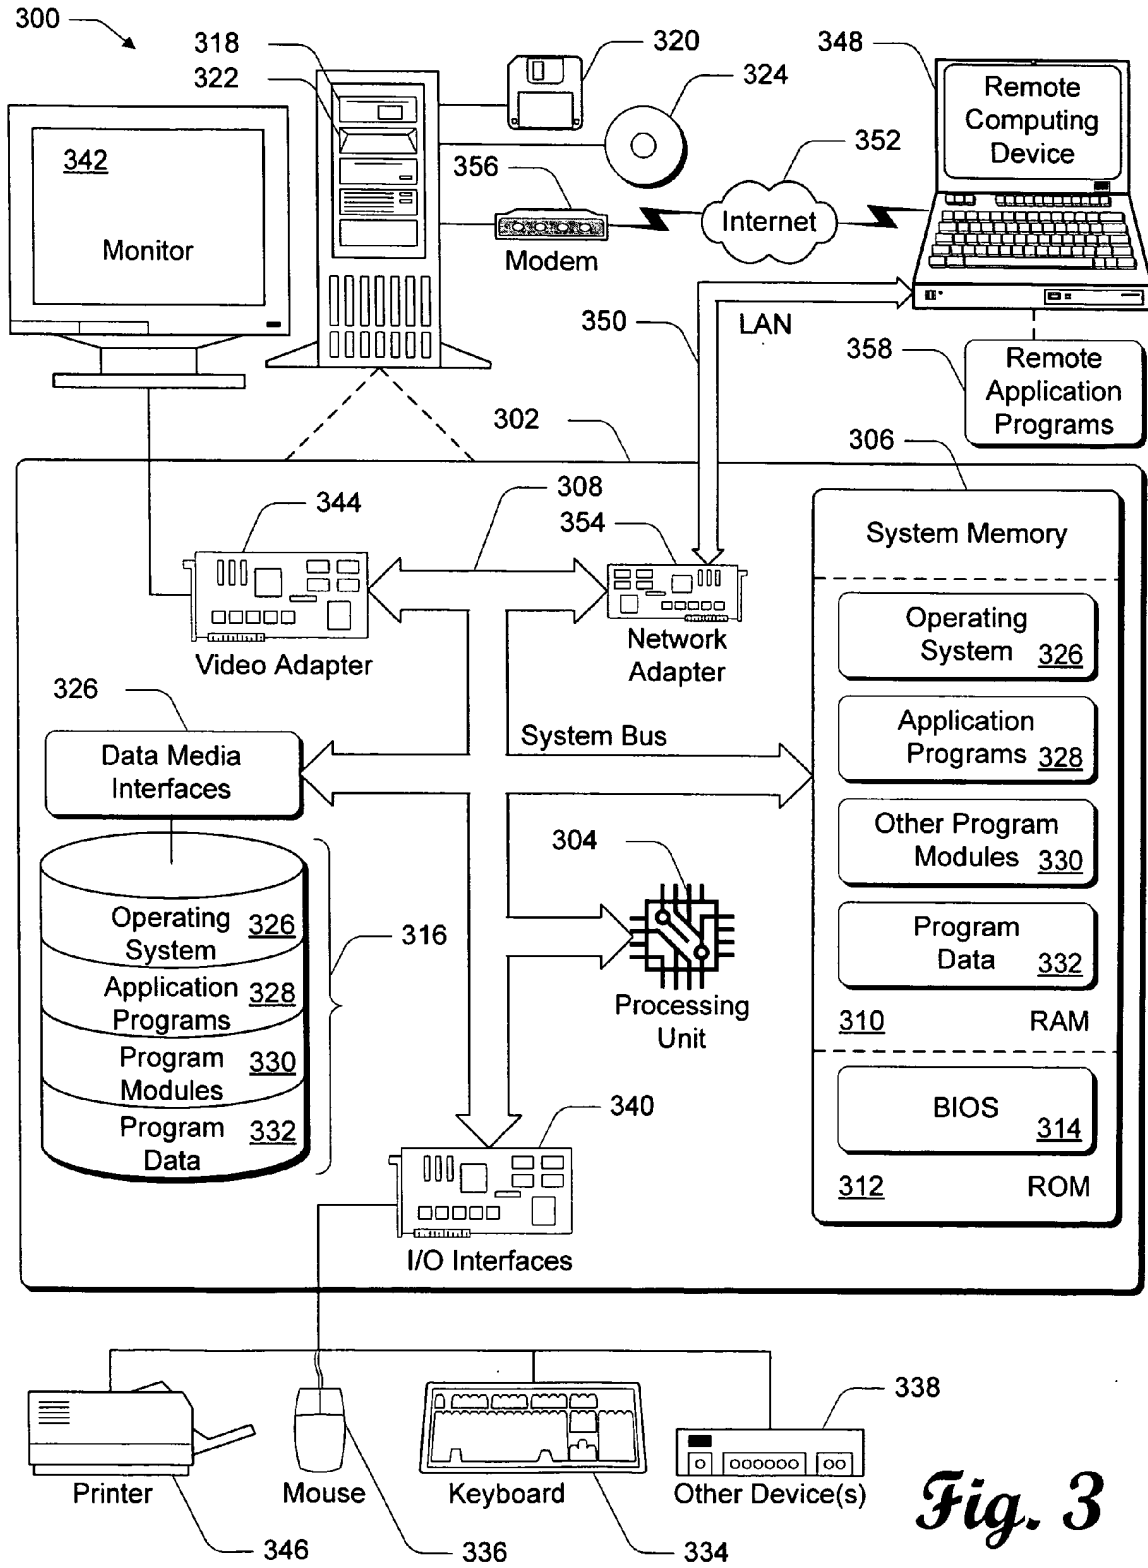 300
318
322
320
324
348
Remote
Computing
Device
342
Monitor
356
Modem
352
Internet
350
LAN
358
Remote
Application
Programs
302
306
344
308
354
System Memory
Video Adapter
Network
Adapter
Operating
System 326
326
Data Media
Interfaces
System Bus
Application
Programs 328
Other Program
Modules 330
304
Processing
Unit
Program
Data 332
310 RAM
Operating
System 326
Application
Programs 328
Program
Modules 330
Program
Data 332
316
340
I/O Interfaces
BIOS
314
312 ROM
Printer
346
Mouse
336
Keyboard
334
338
Other Device(s)
Fig. 3